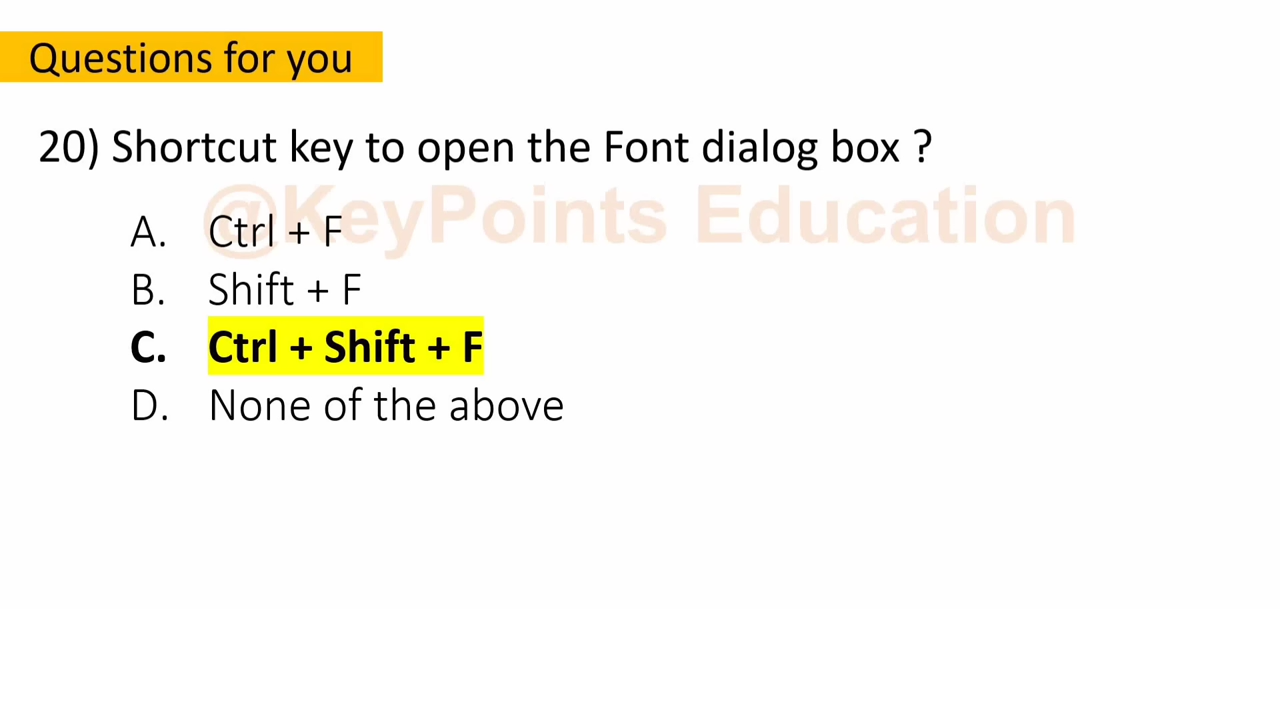 Questions for you
20) Shortcut key to open the Font dialog box ?
@KeyPoints Education
A. Ctrl + F
B. Shift + F
C. Ctrl + Shift + F
D. None of the above